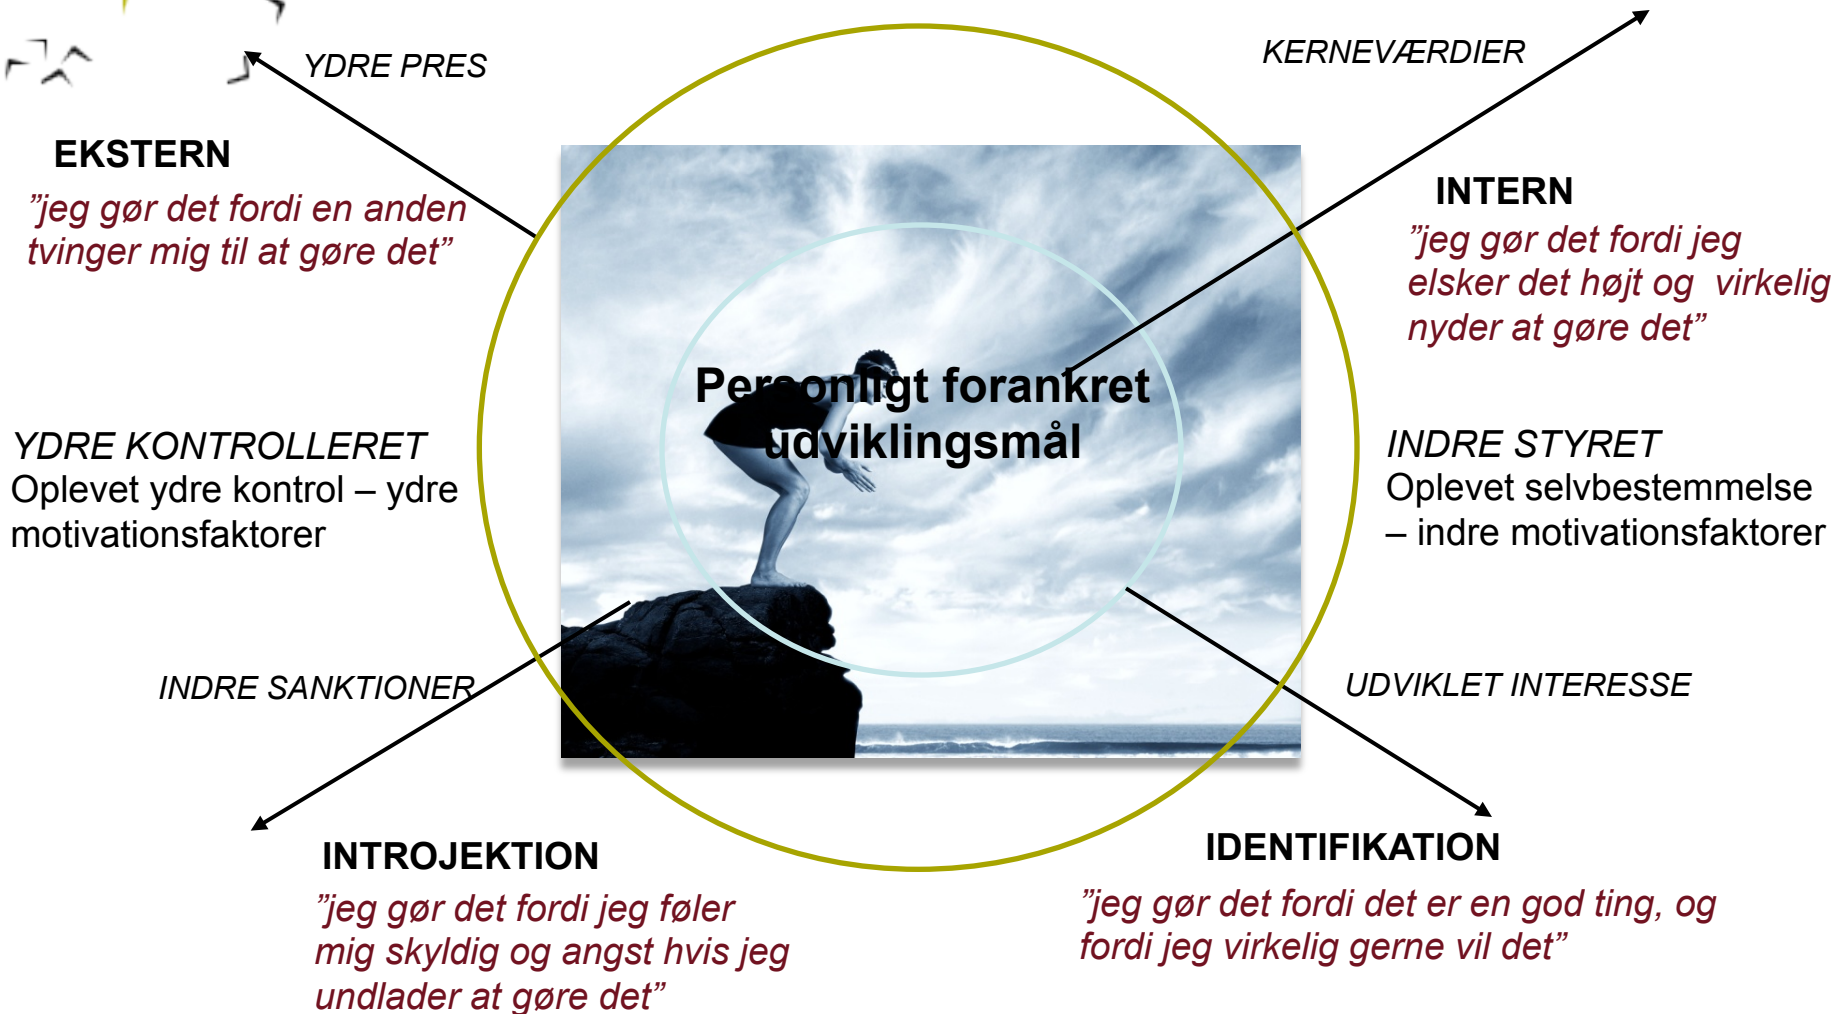 YDRE PRES
KERNEVÆRDIER
EKSTERN
”jeg gør det fordi en anden
tvinger mig til at gøre det”
INTERN
”jeg gør det fordi jeg
elsker det højt og  virkelig
nyder at gøre det”
Personligt forankret
udviklingsmål
YDRE KONTROLLERET
Oplevet ydre kontrol – ydre
motivationsfaktorer
INDRE STYRET
Oplevet selvbestemmelse
– indre motivationsfaktorer
INDRE SANKTIONER
UDVIKLET INTERESSE
INTROJEKTION
”jeg gør det fordi jeg føler
mig skyldig og angst hvis jeg
undlader at gøre det”
IDENTIFIKATION
”jeg gør det fordi det er en god ting, og
fordi jeg virkelig gerne vil det”